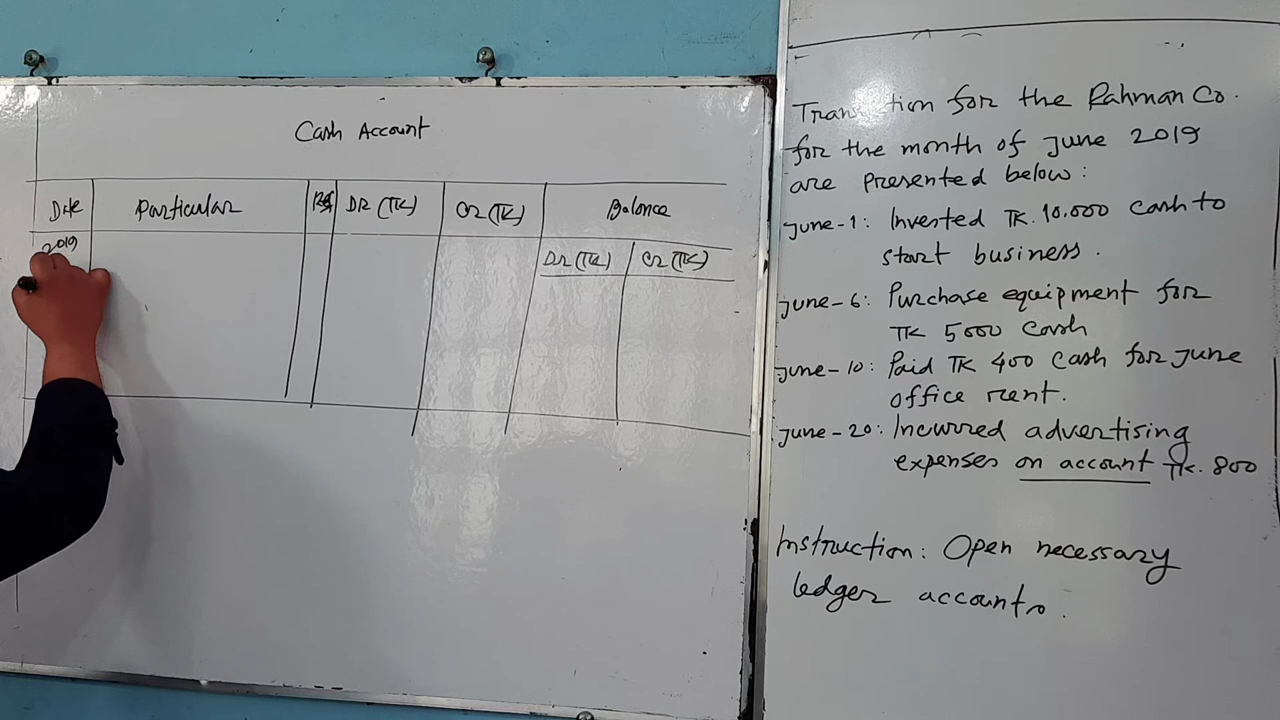 Cash Account
Date Particular Ref DR (TK) CR (TK) Balance
2019
DR (TK) CR (TK)
for the Rahman Co.
for the month of June 2019
are presented below:
June-1: Invested TK. 10.000 cash to
start business.
June-6: Purchase equipment for
TK 5000 cash
June-10: Paid TK 400 cash for June
office rent.
June-20: Incurred advertising
expenses on account TK. 800
Instruction: Open necessary
ledger accounts.